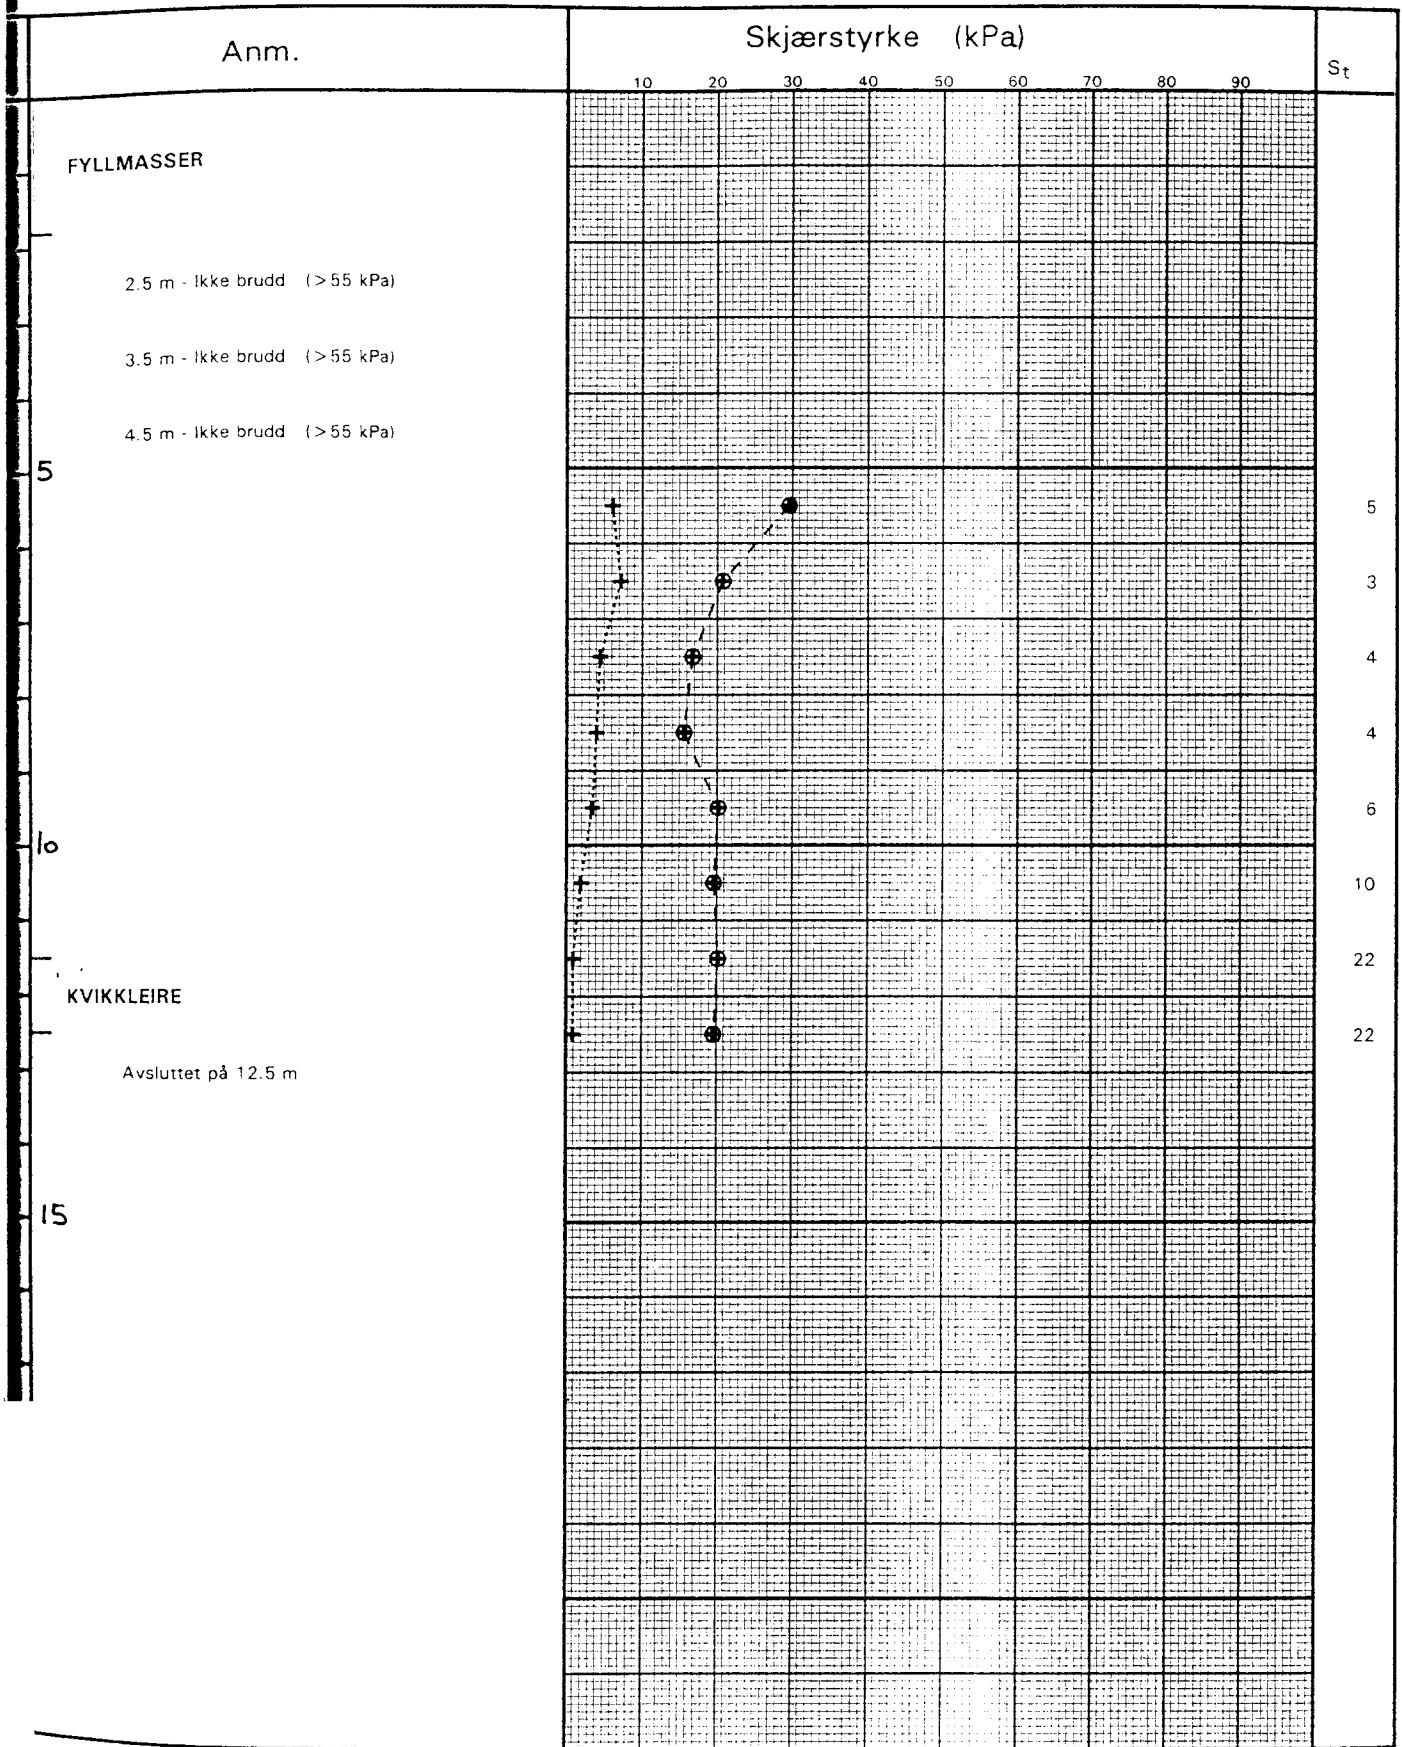 Anm.
Skjærstyrke (kPa)
St
10 20 30 40 50 60 70 80 90
FYLLMASSER
2.5 m - Ikke brudd (>55 kPa)
3.5 m - Ikke brudd (>55 kPa)
4.5 m - Ikke brudd (>55 kPa)
5
5
3
4
4
6
10
10
22
KVIKKLEIRE
22
Avsluttet på 12.5 m
15